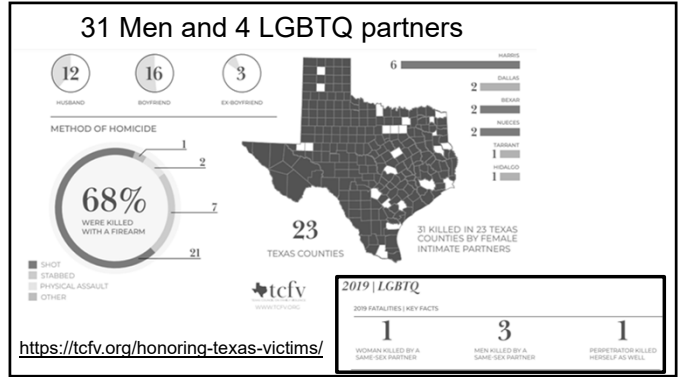 31 Men and 4 LGBTQ partners
12
HUSBAND
16
BOYFRIEND
3
EX-BOYFRIEND
METHOD OF HOMICIDE
1
2
7
21
68%
WERE KILLED
WITH A FIREARM
SHOT
STABBED
PHYSICAL ASSAULT
OTHER
23
TEXAS COUNTIES
HARRIS
6
DALLAS
2
BEXAR
2
NUECES
2
TARRANT
1
HIDALGO
1
31 KILLED IN 23 TEXAS
COUNTIES BY FEMALE
INTIMATE PARTNERS
tcfv
WWW.TCFV.ORG
https://tcfv.org/honoring-texas-victims/
2019 | LGBTQ
2019 FATALITIES | KEY FACTS
1
WOMAN KILLED BY A
SAME-SEX PARTNER
3
MEN KILLED BY A
SAME-SEX PARTNER
1
PERPETRATOR KILLED
HERSELF AS WELL